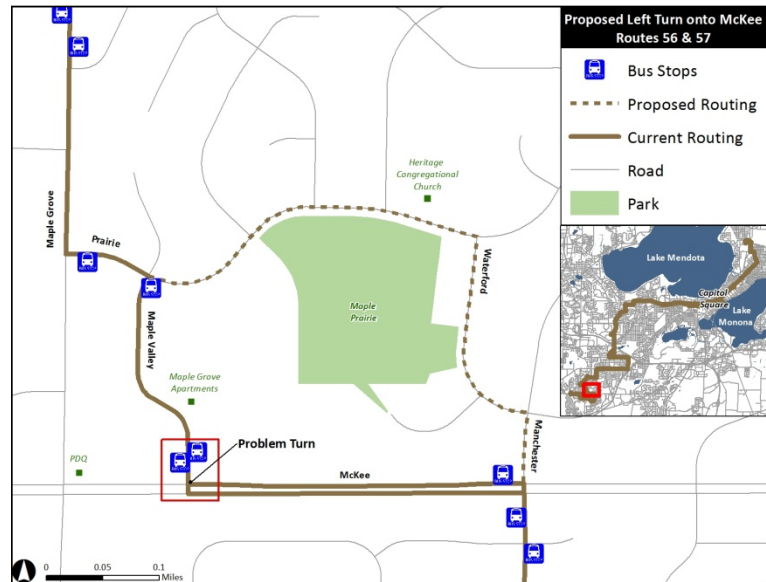 Proposed Left Turn onto McKee
Routes 56 & 57
Bus Stops
Proposed Routing
Current Routing
Road
Park
Lake Mendota
Capitol
Square
Lake
Monona
Heritage
Congregational
Church
Maple Grove
Prairie
Waterford
Maple
Prairie
Maple Valley
Maple Grove
Apartments
Manchester
Problem Turn
PDQ
McKee
0 0.05 0.1
Miles